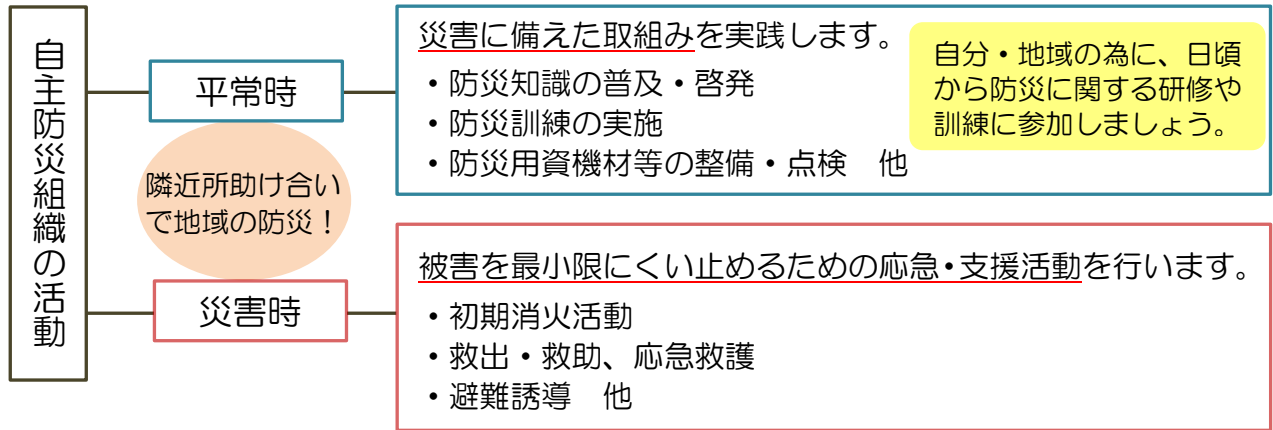 自主防災組織の活動
平常時
災害に備えた取組みを実践します。
・防災知識の普及・啓発
・防災訓練の実施
・防災用資機材等の整備・点検　他
自分・地域の為に、日頃
から防災に関する研修や
訓練に参加しましょう。
隣近所助け合い
で地域の防災！
災害時
被害を最小限にくい止めるための応急・支援活動を行います。
・初期消火活動
・救出・救助、応急救護
・避難誘導　他